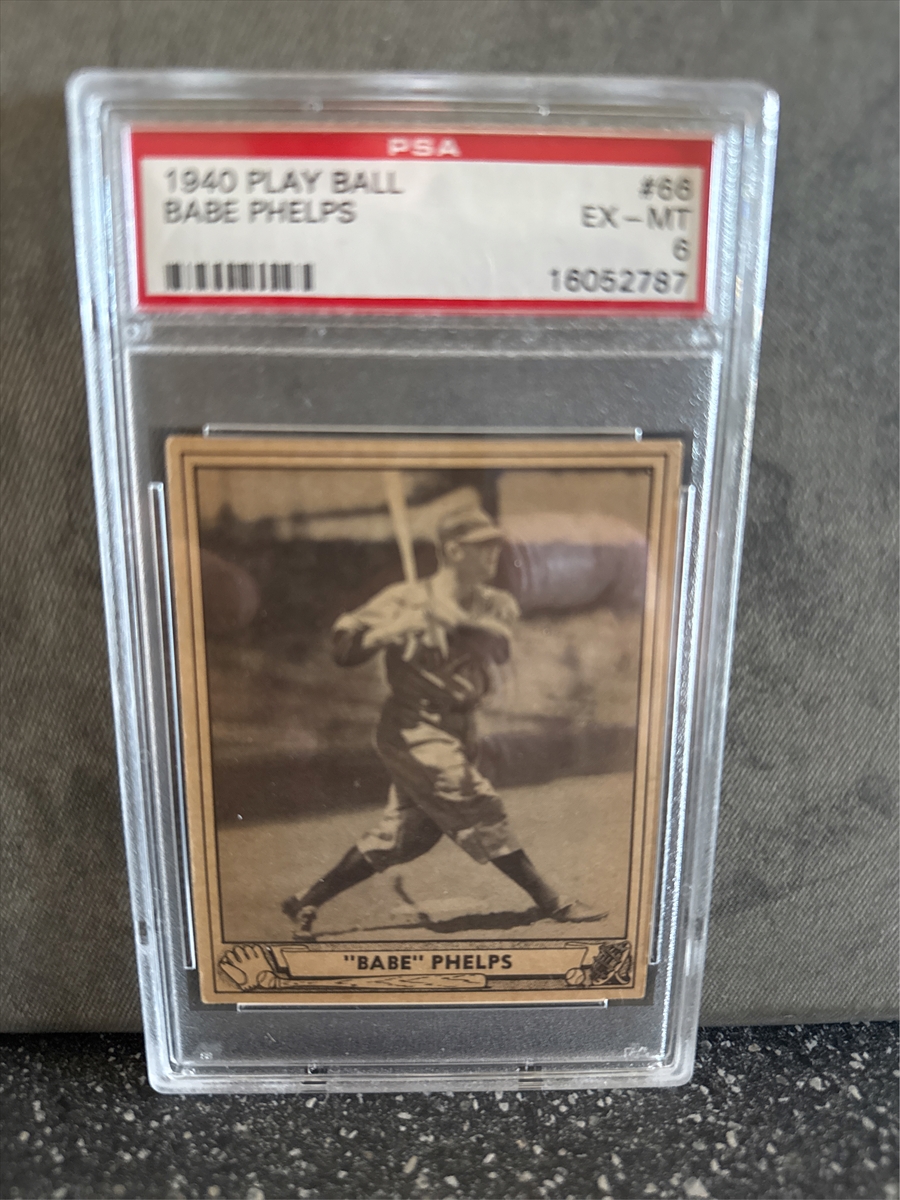 PSA
1940 PLAY BALL #66
BABE PHELPS EX-MT
6
16052787
"BABE" PHELPS